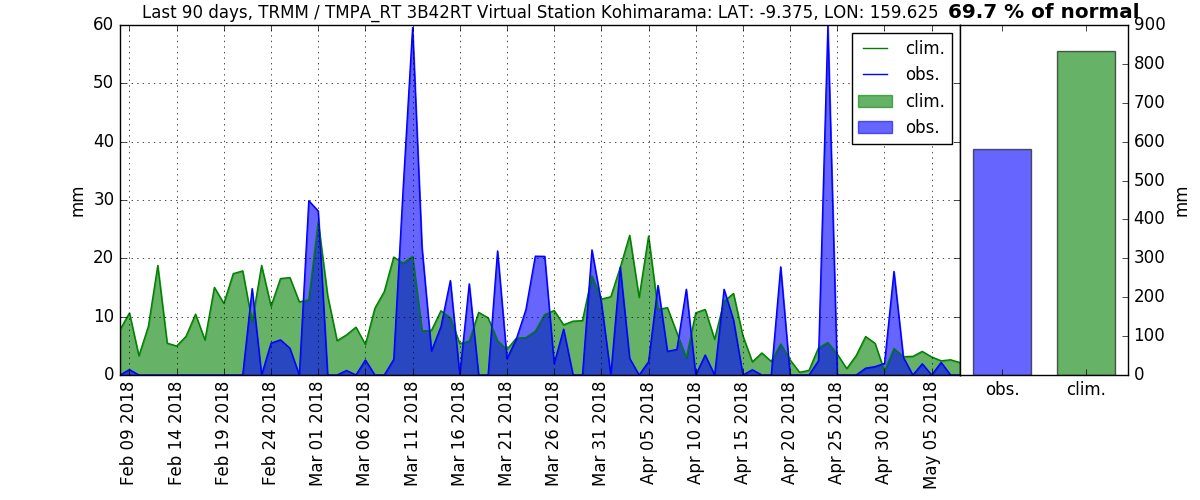 Last 90 days, TRMM / TMPA_RT 3B42RT Virtual Station Kohimarama: LAT: -9.375, LON: 159.625 69.7 % of normal
60
50
40
30
20
10
0
mm
clim.
obs.
clim.
obs.
900
800
700
600
500
400
300
200
100
0
mm
obs.
clim.
Feb 09 2018
Feb 14 2018
Feb 19 2018
Feb 24 2018
Mar 01 2018
Mar 06 2018
Mar 11 2018
Mar 16 2018
Mar 21 2018
Mar 26 2018
Mar 31 2018
Apr 05 2018
Apr 10 2018
Apr 15 2018
Apr 20 2018
Apr 25 2018
Apr 30 2018
May 05 2018